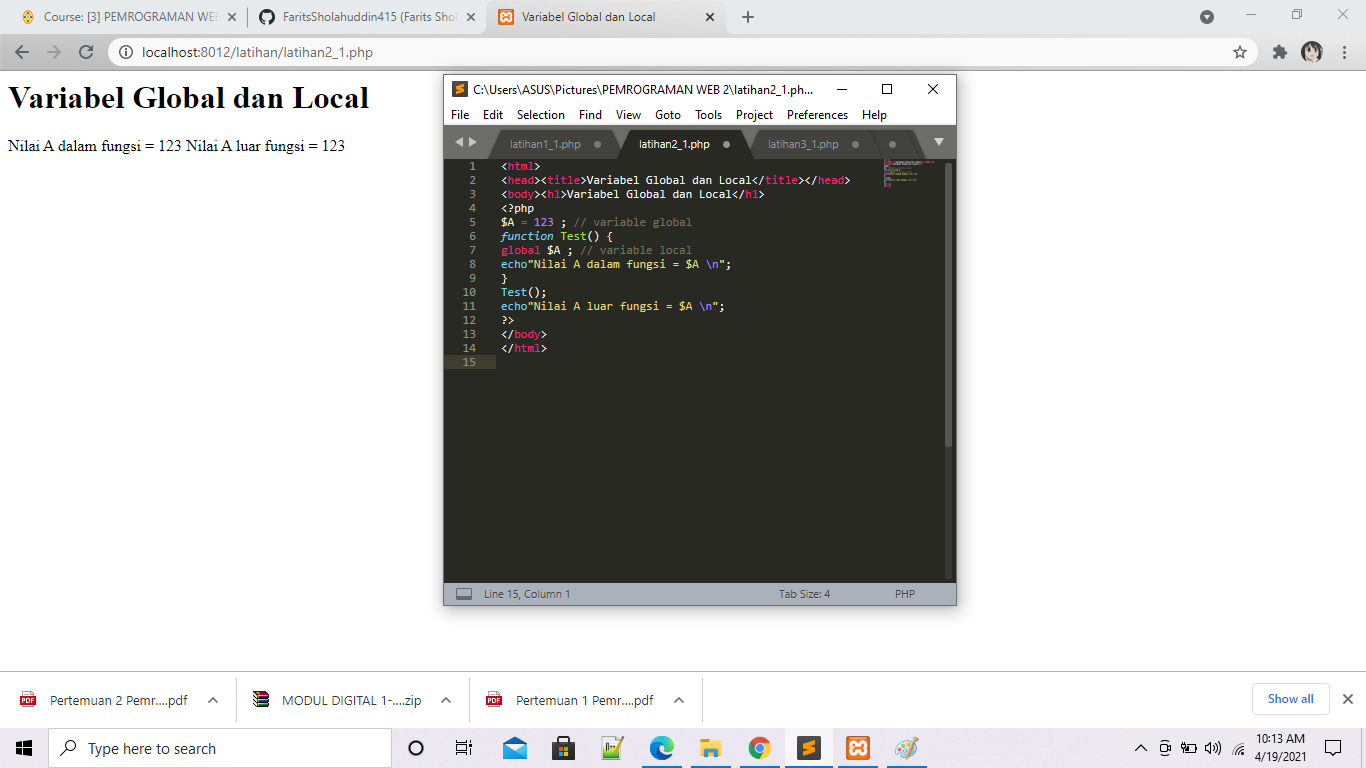 Course: [3] PEMROGRAMAN WEB
FaritsSholahuddin415 (Farits Shol
Variabel Global dan Local
localhost:8012/latihan/latihan2_1.php
Variabel Global dan Local
Nilai A dalam fungsi = 123 Nilai A luar fungsi = 123
C:\Users\ASUS\Pictures\PEMROGRAMAN WEB 2\latihan2_1.ph...
File Edit Selection Find View Goto Tools Project Preferences Help
latihan1_1.php latihan2_1.php latihan3_1.php
1 <html>
2 <head><title>Variabel Global dan Local</title></head>
3 <body><h1>Variabel Global dan Local</h1>
4 <?php
5 $A = 123 ; // variable global
6 function Test() {
7 global $A ; // variable local
8 echo"Nilai A dalam fungsi = $A \n";
9 }
10 Test();
11 echo"Nilai A luar fungsi = $A \n";
12 ?>
13 </body>
14 </html>
15
Line 15, Column 1 Tab Size: 4 PHP
Pertemuan 2 Pemr....pdf
MODUL DIGITAL 1-....zip
Pertemuan 1 Pemr....pdf
Show all
Type here to search
10:13 AM
4/19/2021